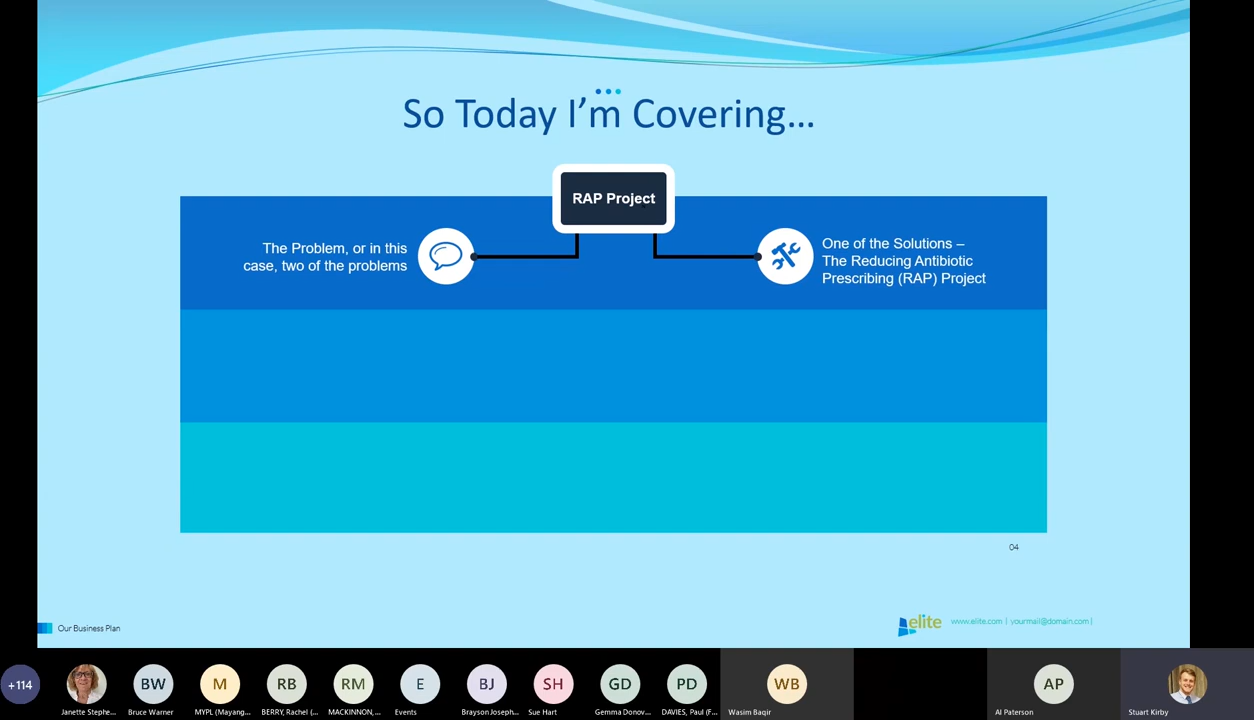 So Today I'm Covering...
RAP Project
The Problem, or in this
case, two of the problems
One of the Solutions –
The Reducing Antibiotic
Prescribing (RAP) Project
04
Our Business Plan
elite
www.elite.com | yourmail@domain.com |
+114
BW
M
RB
RM
E
BJ
SH
GD
PD
WB
AP
Janette Stephe...
Bruce Warner
MYPL (Mayang...
BERRY, Rachel (...
MACKINNON,...
Events
Brayson Joseph...
Sue Hart
Gemma Donov...
DAVIES, Paul (F...
Wasim Baqir
Al Paterson
Stuart Kirby